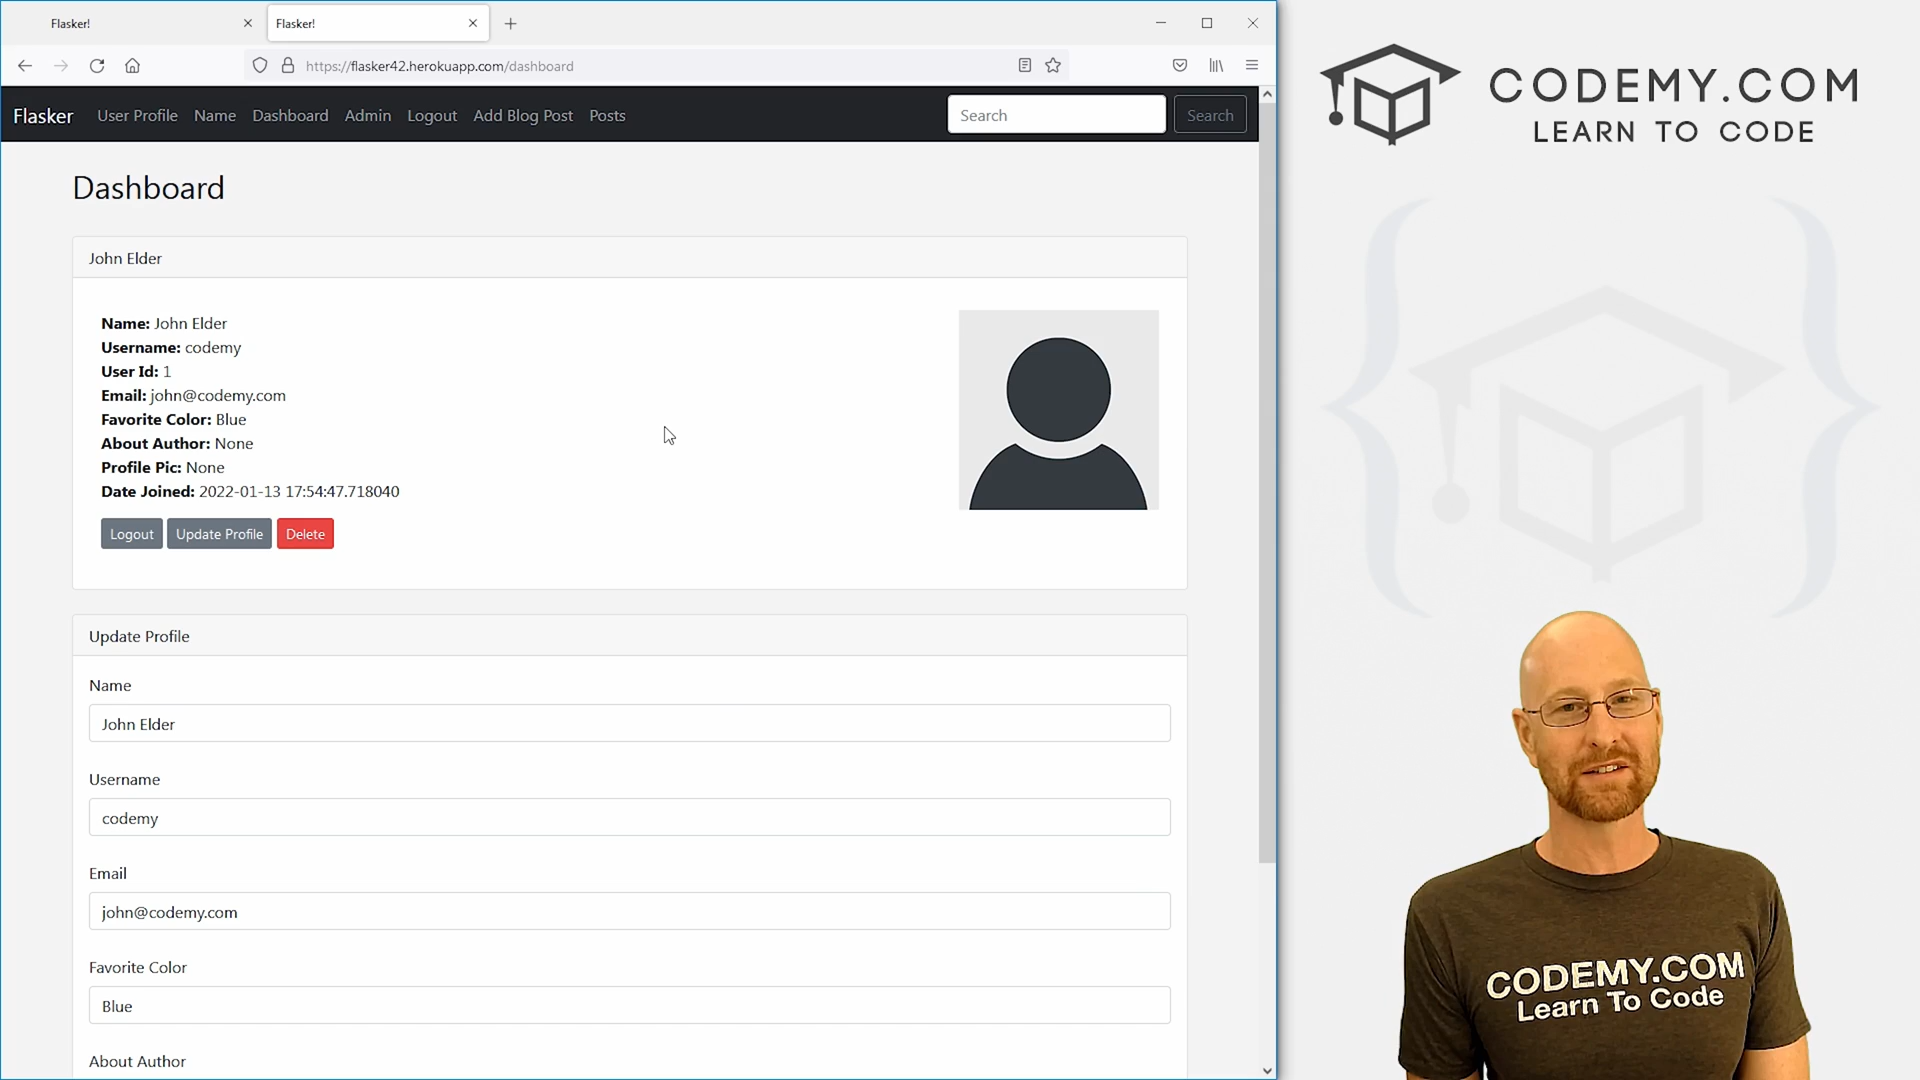 Flasker!
Flasker!
https://flasker42.herokuapp.com/dashboard
Flasker User Profile Name Dashboard Admin Logout Add Blog Post Posts Search Search
Dashboard
John Elder
Name: John Elder
Username: codemy
User Id: 1
Email: john@codemy.com
Favorite Color: Blue
About Author: None
Profile Pic: None
Date Joined: 2022-01-13 17:54:47.718040
Logout Update Profile Delete
Update Profile
Name
John Elder
Username
codemy
Email
john@codemy.com
Favorite Color
Blue
About Author
CODEMY.COM
LEARN TO CODE
CODEMY.COM
Learn To Code